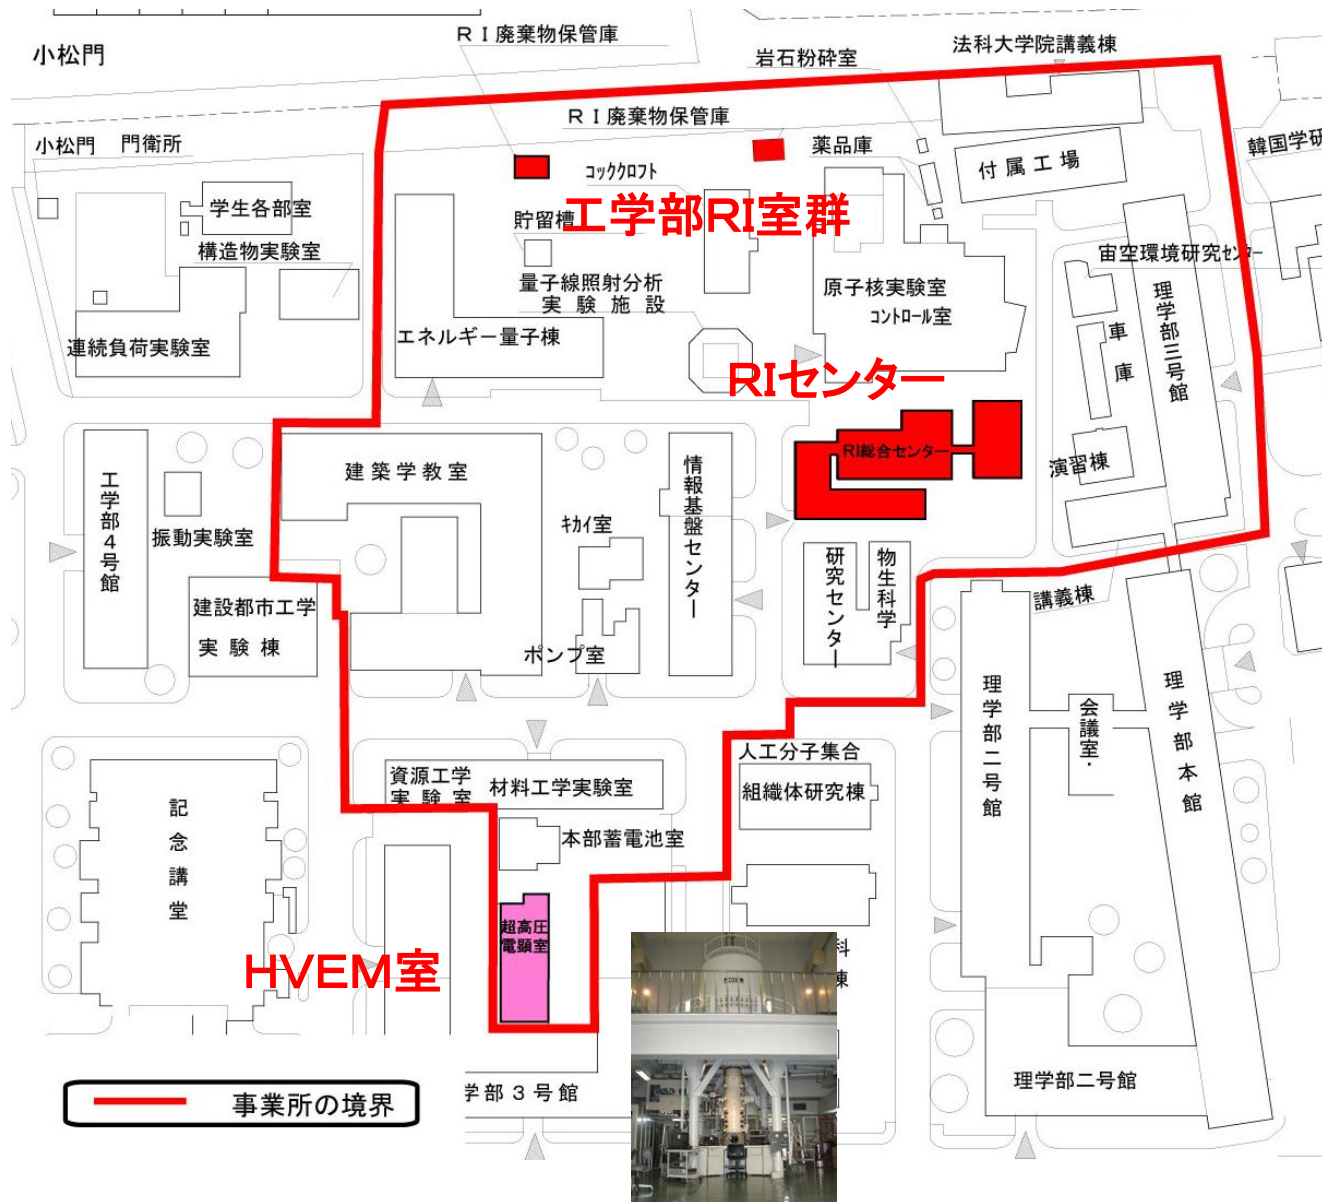 ＲＩ廃棄物保管庫
小松門
岩石粉砕室
法科大学院講義棟
ＲＩ廃棄物保管庫
小松門　門衛所
薬品庫
韓国学研
コッククロフト
付属工場
学生各部室
工学部RI室群
貯留槽
構造物実験室
宙空環境研究センター
量子線照射分析
実験施設
原子核実験室
コントロール室
理学部三号館
車庫
エネルギー量子棟
連続負荷実験室
RIセンター
RI総合センター
演習棟
建築学教室
情報基盤センター
工学部４号館
キカイ室
振動実験室
研究センター
物生科学
建設都市工学
実験棟
講義棟
ポンプ室
理学部二号館
会議室・
理学部本館
人工分子集合
組織体研究棟
資源工学
実験室
材料工学実験室
記念講堂
本部蓄電池室
超高圧
電顕室
科
棟
HVEM室
理学部二号館
学部３号館
事業所の境界